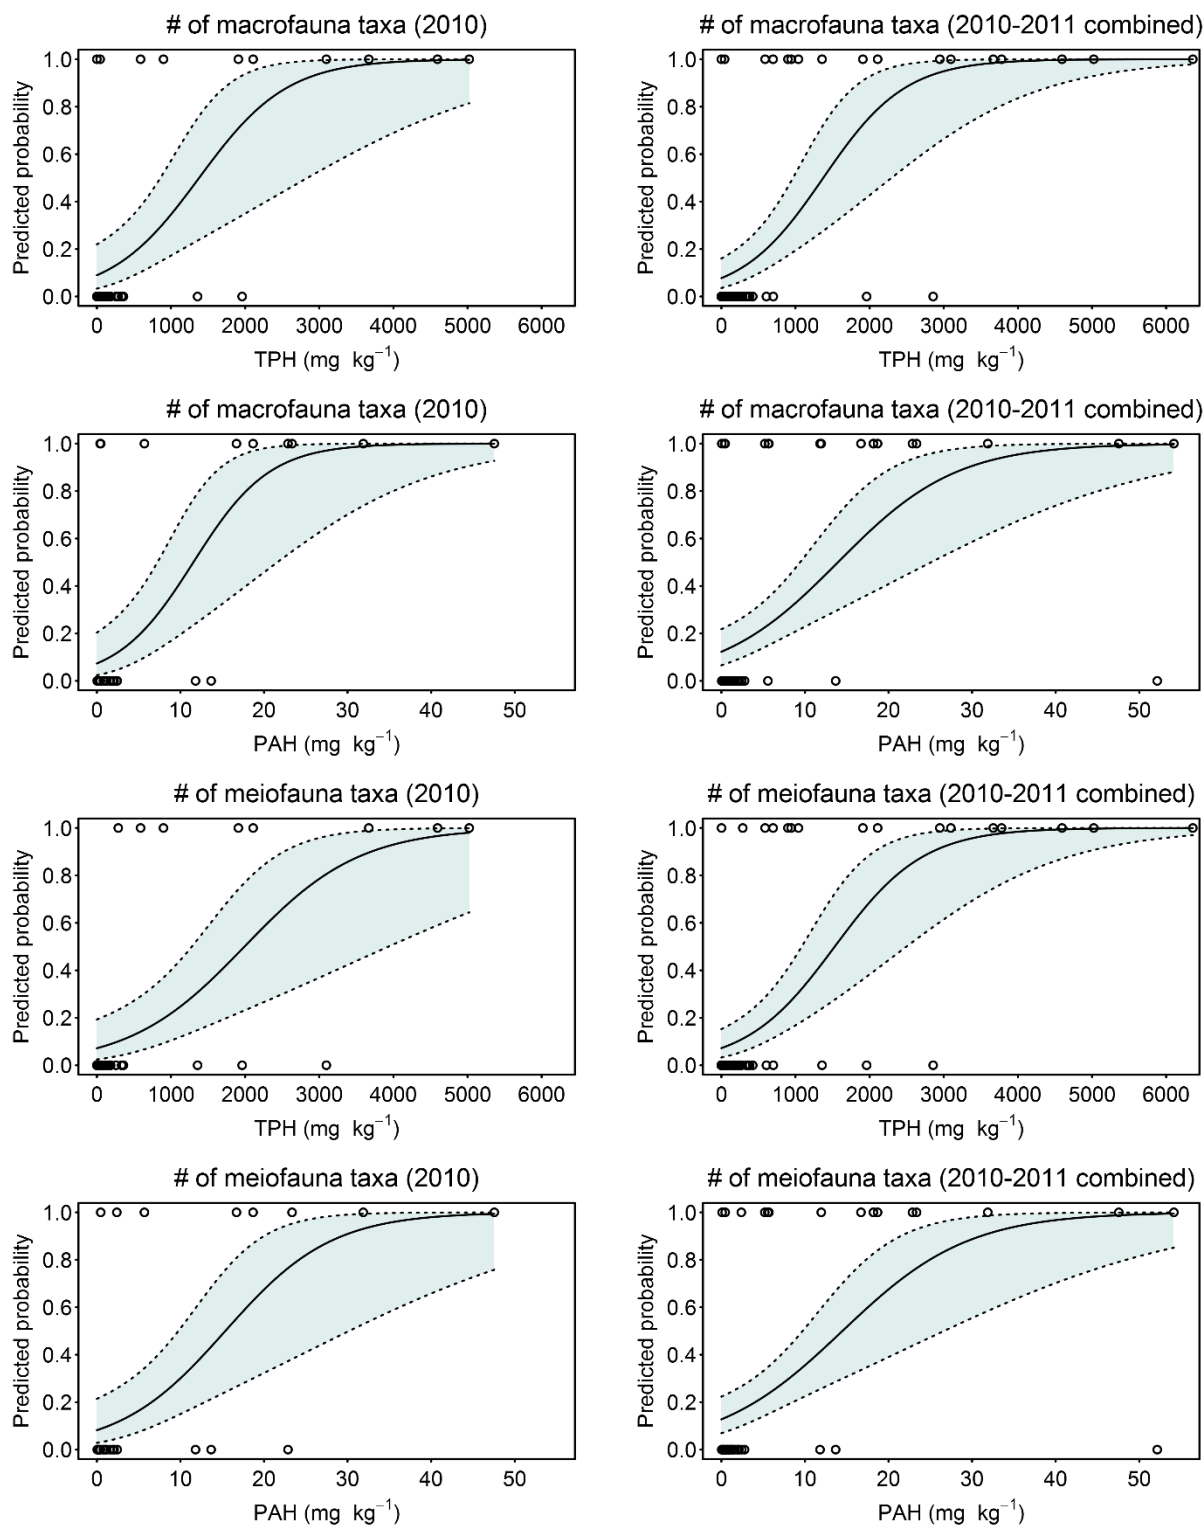 # of macrofauna taxa (2010)
Predicted probability
1.0
0.8
0.6
0.4
0.2
0.0
0 1000 2000 3000 4000 5000 6000
TPH (mg kg⁻¹)
# of macrofauna taxa (2010-2011 combined)
Predicted probability
1.0
0.8
0.6
0.4
0.2
0.0
0 1000 2000 3000 4000 5000 6000
TPH (mg kg⁻¹)
# of macrofauna taxa (2010)
Predicted probability
1.0
0.8
0.6
0.4
0.2
0.0
0 10 20 30 40 50
PAH (mg kg⁻¹)
# of macrofauna taxa (2010-2011 combined)
Predicted probability
1.0
0.8
0.6
0.4
0.2
0.0
0 10 20 30 40 50
PAH (mg kg⁻¹)
# of meiofauna taxa (2010)
Predicted probability
1.0
0.8
0.6
0.4
0.2
0.0
0 1000 2000 3000 4000 5000 6000
TPH (mg kg⁻¹)
# of meiofauna taxa (2010-2011 combined)
Predicted probability
1.0
0.8
0.6
0.4
0.2
0.0
0 1000 2000 3000 4000 5000 6000
TPH (mg kg⁻¹)
# of meiofauna taxa (2010)
Predicted probability
1.0
0.8
0.6
0.4
0.2
0.0
0 10 20 30 40 50
PAH (mg kg⁻¹)
# of meiofauna taxa (2010-2011 combined)
Predicted probability
1.0
0.8
0.6
0.4
0.2
0.0
0 10 20 30 40 50
PAH (mg kg⁻¹)